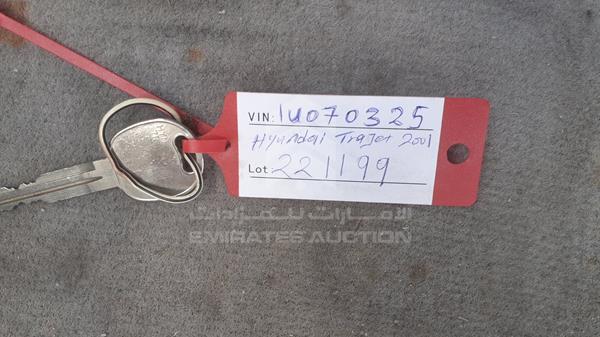 VIN: 1U070325
Hyundai Trajet 2001
Lot: 221199
الإمارات للمزادات
EMIRATES AUCTION